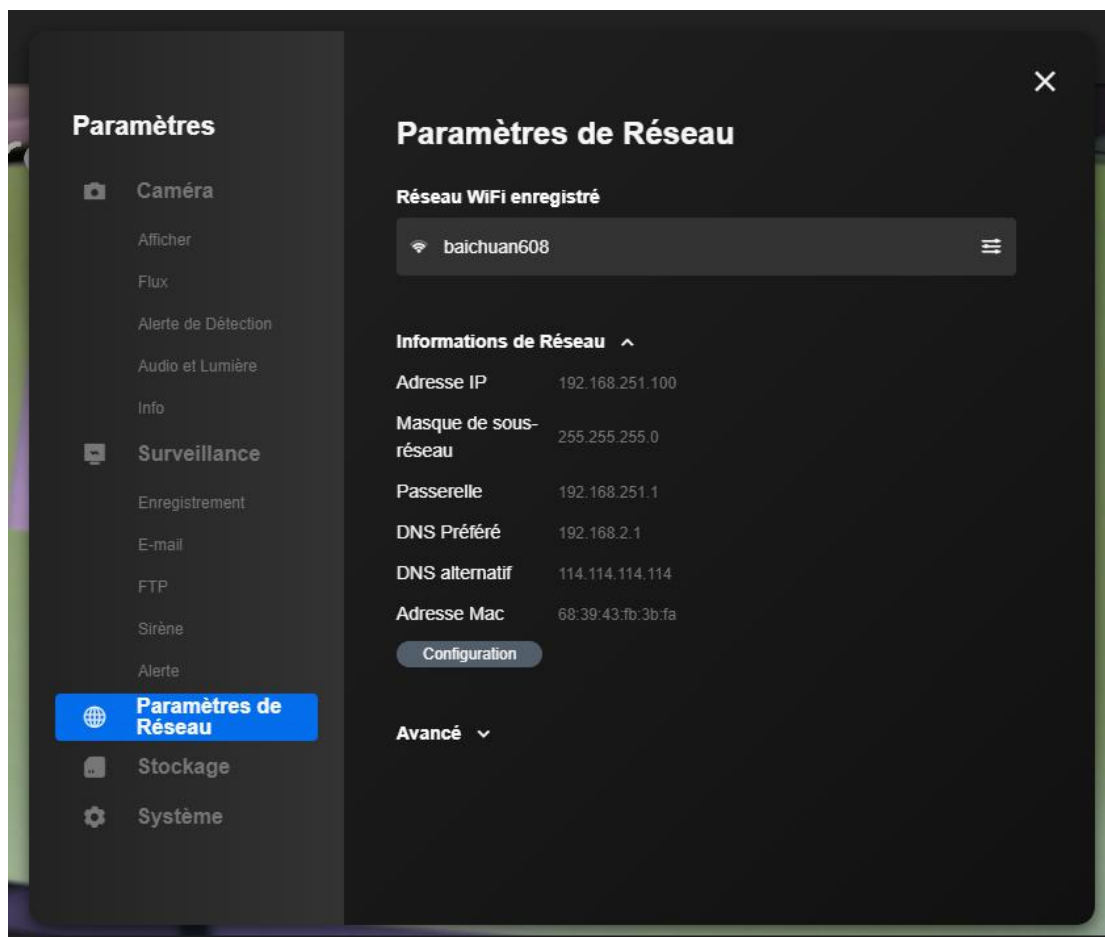 Paramètres
Caméra
Afficher
Flux
Alerte de Détection
Audio et Lumière
Info
Surveillance
Enregistrement
E-mail
FTP
Sirène
Alerte
Paramètres de
Réseau
Stockage
Système
Paramètres de Réseau
Réseau WiFi enregistré
baichuan608
Informations de Réseau
Adresse IP 192.168.251.100
Masque de sous-
réseau 255.255.255.0
Passerelle 192.168.251.1
DNS Préféré 192.168.2.1
DNS alternatif 114.114.114.114
Adresse Mac 68:39:43:fb:3b:fa
Configuration
Avancé